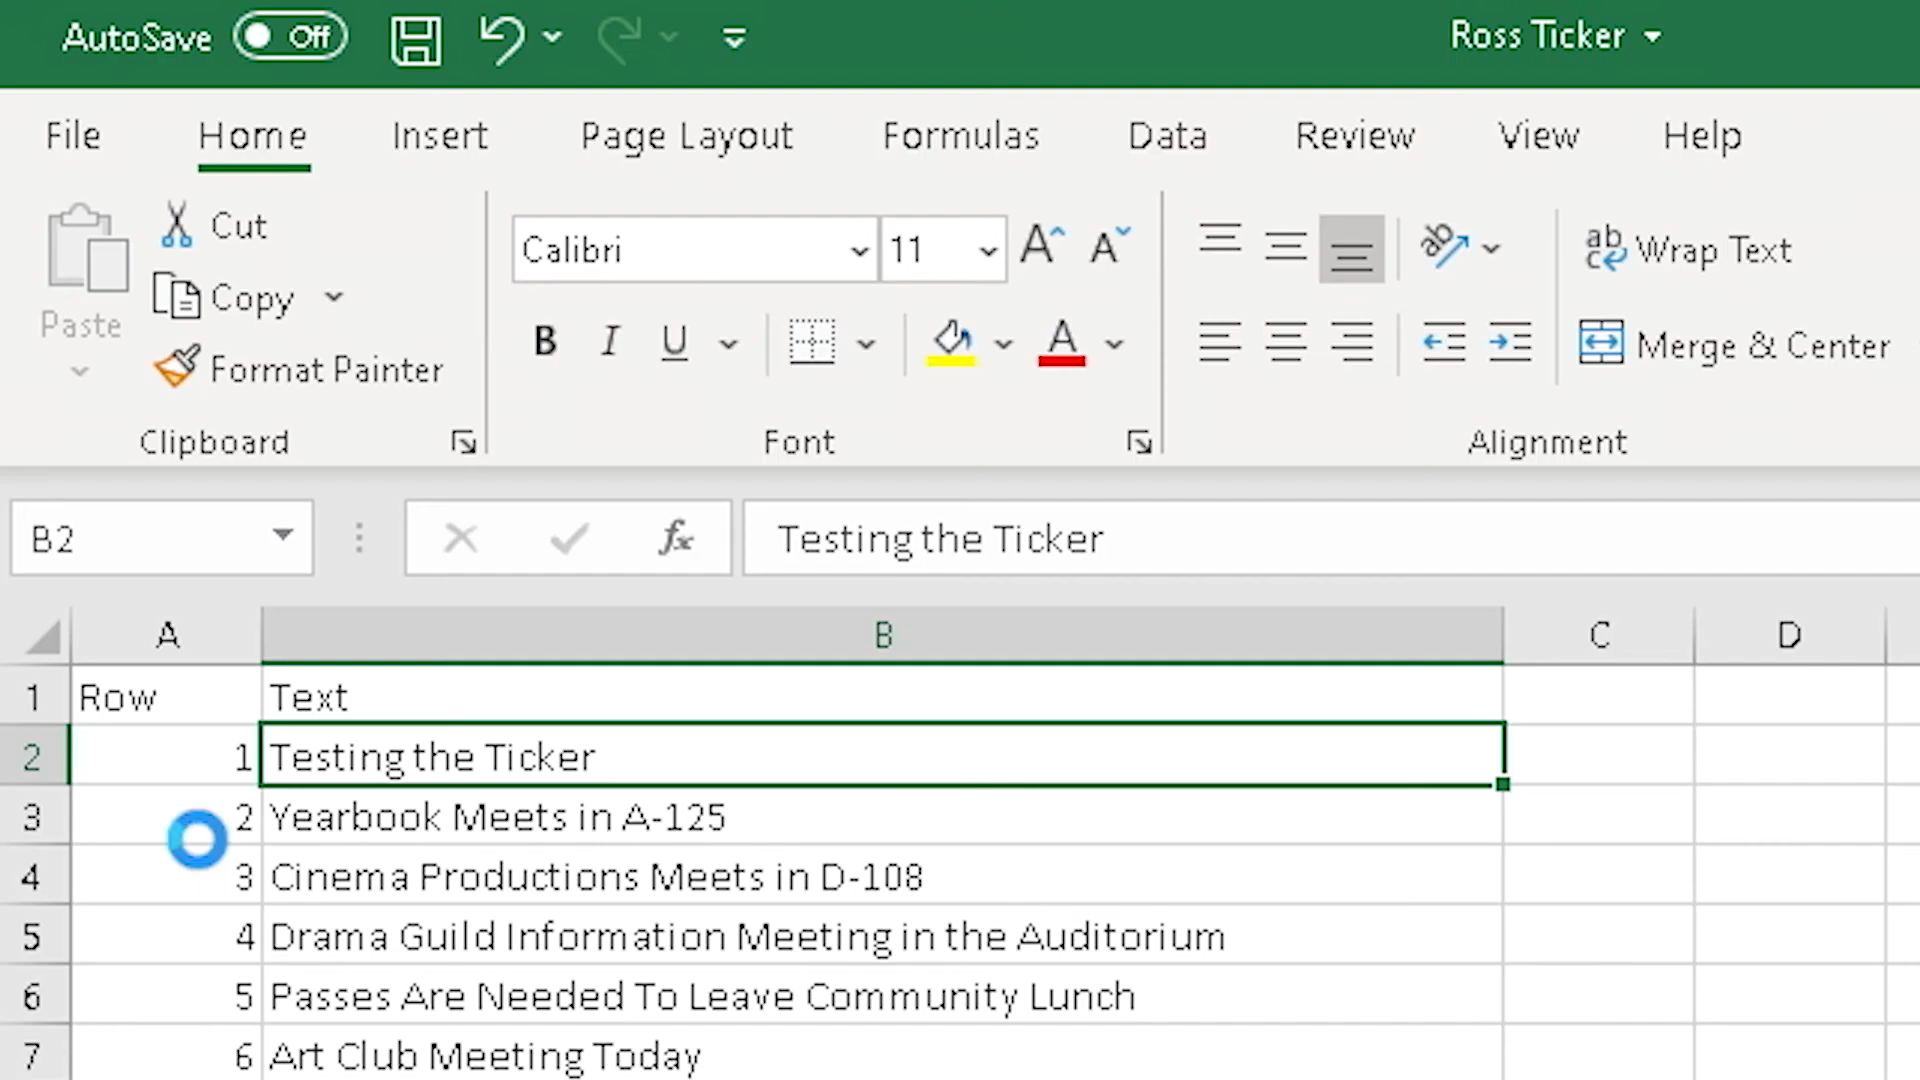 AutoSave Off Ross Ticker
File Home Insert Page Layout Formulas Data Review View Help
Paste
Cut
Copy
Format Painter
Clipboard
Calibri 11 A A
B I U A
Font
ab
ab c Wrap Text
Merge & Center
Alignment
B2 fx Testing the Ticker
A B C D
1 Row Text
2 1 Testing the Ticker
3 2 Yearbook Meets in A-125
4 3 Cinema Productions Meets in D-108
5 4 Drama Guild Information Meeting in the Auditorium
6 5 Passes Are Needed To Leave Community Lunch
7 6 Art Club Meeting Today